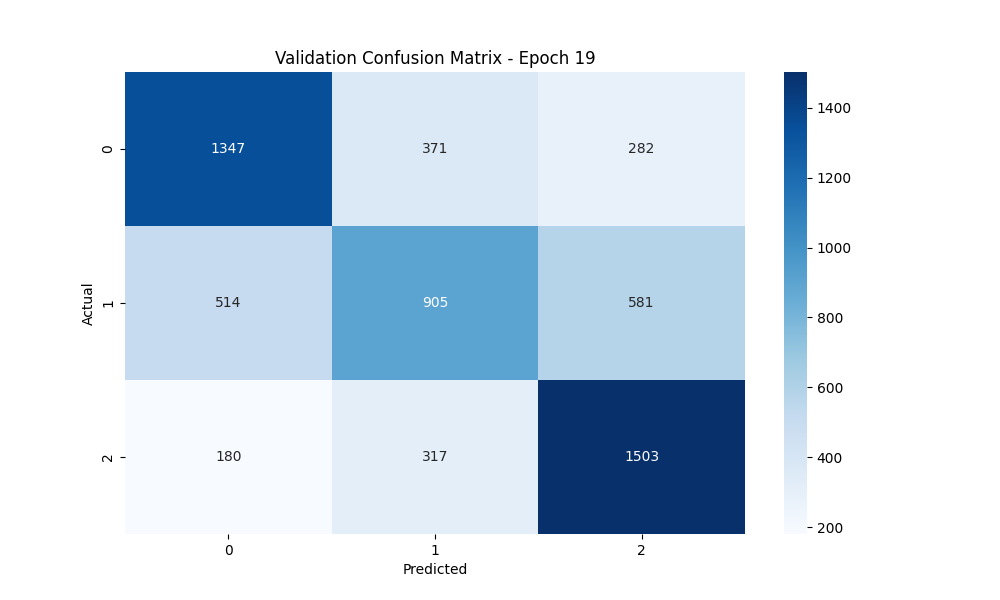 Validation Confusion Matrix - Epoch 19
0 1347 371 282
1 514 905 581
2 180 317 1503
0 1 2
Predicted
Actual
1400
1200
1000
800
600
400
200